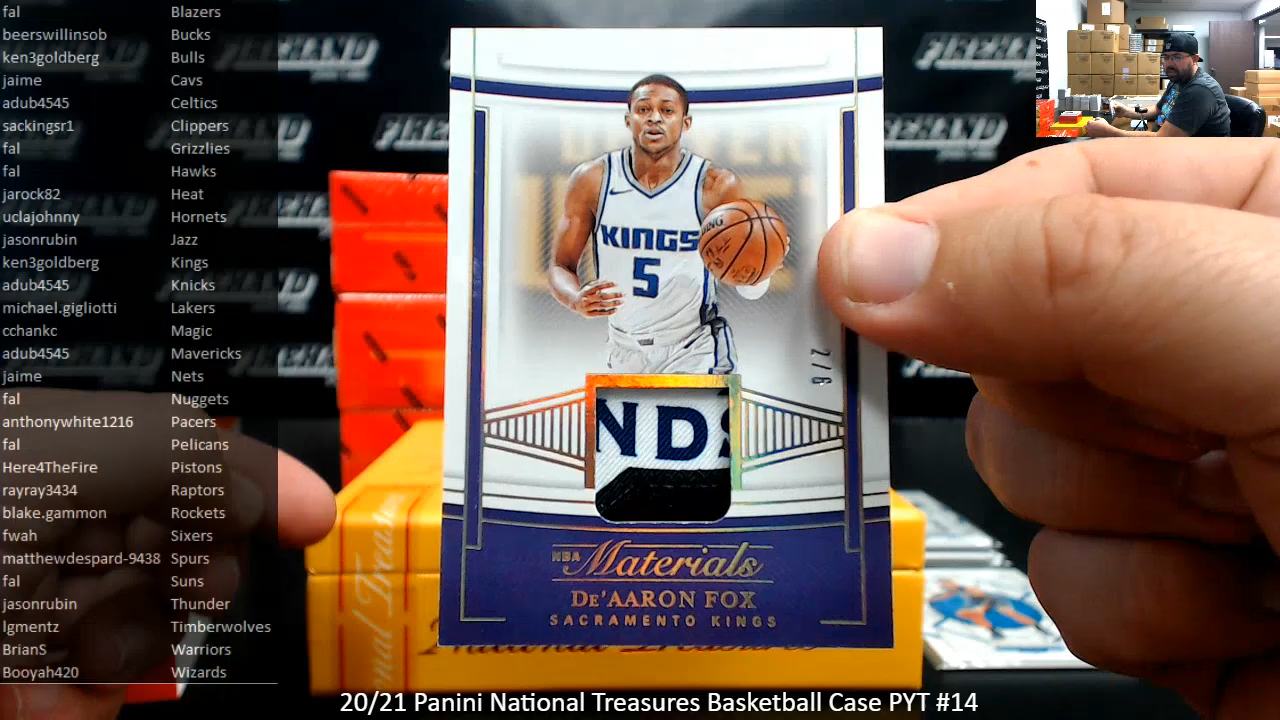 fal Blazers
beerswillinsob Bucks
ken3goldberg Bulls
jaime Cavs
adub4545 Celtics
sackingsr1 Clippers
fal Grizzlies
fal Hawks
jarock82 Heat
uclajohnny Hornets
jasonrubin Jazz
ken3goldberg Kings
adub4545 Knicks
michael.gigliotti Lakers
cchankc Magic
adub4545 Mavericks
jaime Nets
fal Nuggets
anthonywhite1216 Pacers
fal Pelicans
Here4TheFire Pistons
rayray3434 Raptors
blake.gammon Rockets
fwah Sixers
matthewdespard-9438 Spurs
fal Suns
jasonrubin Thunder
lgmentz Timberwolves
BrianS Warriors
Booyah420 Wizards
FIREHAND
KINGS
5
2/6
NDS
NBA Materials
DE'AARON FOX
SACRAMENTO KINGS
20/21 Panini National Treasures Basketball Case PYT #14